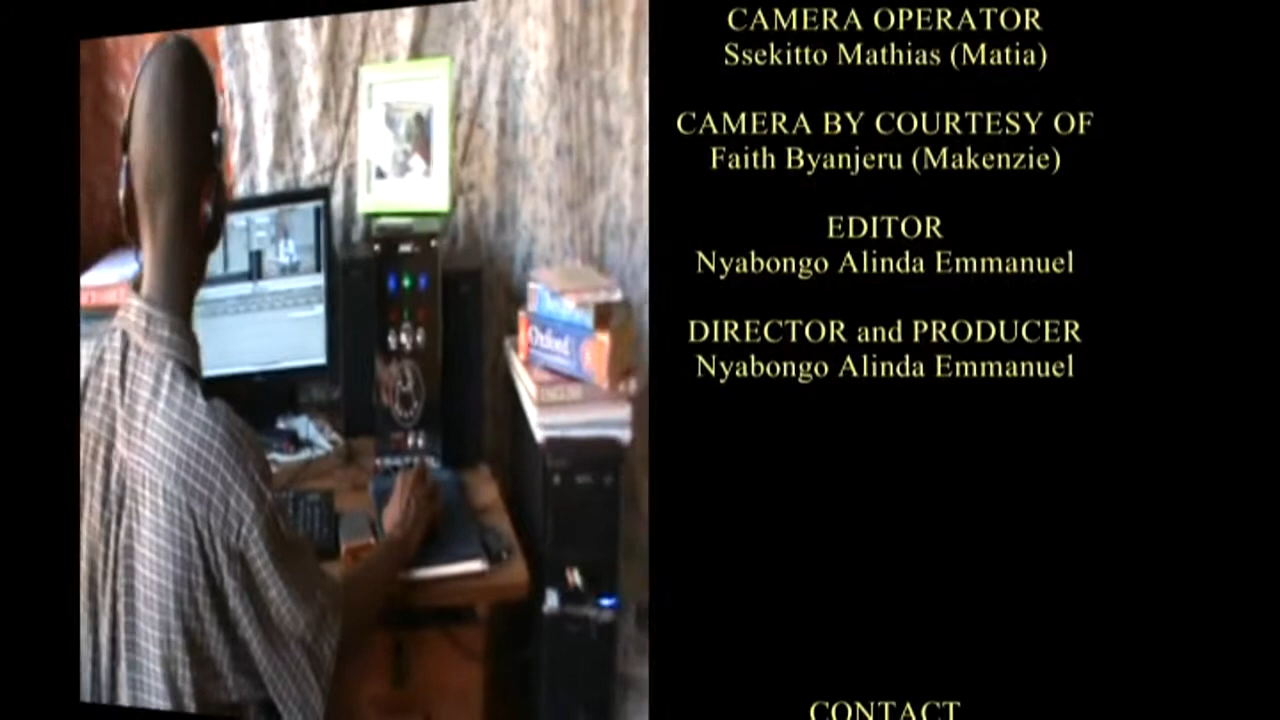 CAMERA OPERATOR
Ssekitto Mathias (Matia)
CAMERA BY COURTESY OF
Faith Byanjeru (Makenzie)
EDITOR
Nyabongo Alinda Emmanuel
DIRECTOR and PRODUCER
Nyabongo Alinda Emmanuel
CONTACT
Oxford